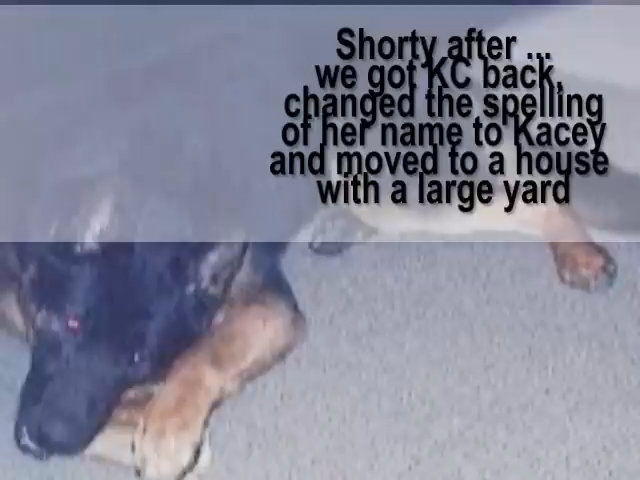 Shorty after ...
we got KC back,
changed the spelling
of her name to Kacey
and moved to a house
with a large yard